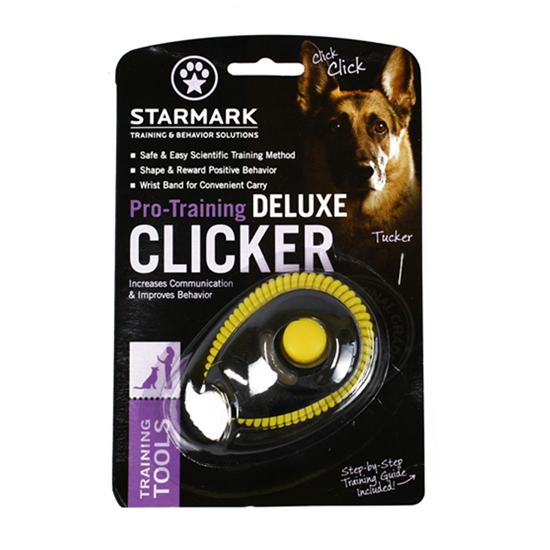 Click
Click
STARMARK
TRAINING & BEHAVIOR SOLUTIONS
Safe & Easy Scientific Training Method
Shape & Reward Positive Behavior
Wrist Band for Convenient Carry
Pro-Training DELUXE
CLICKER
Tucker
Increases Communication
& Improves Behavior
TRAINING
TOOLS
Step-by-Step
Training Guide
Included!